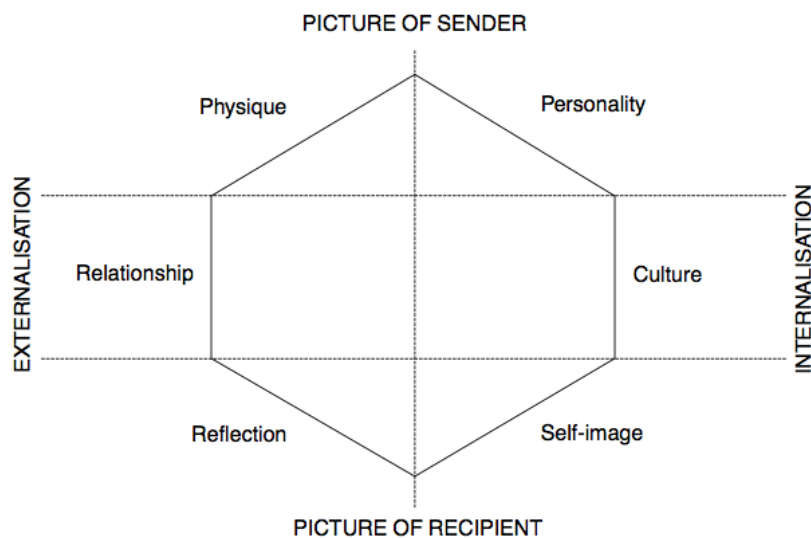 PICTURE OF SENDER
Physique
Personality
EXTERNALISATION
INTERNALISATION
Relationship
Culture
Reflection
Self-image
PICTURE OF RECIPIENT